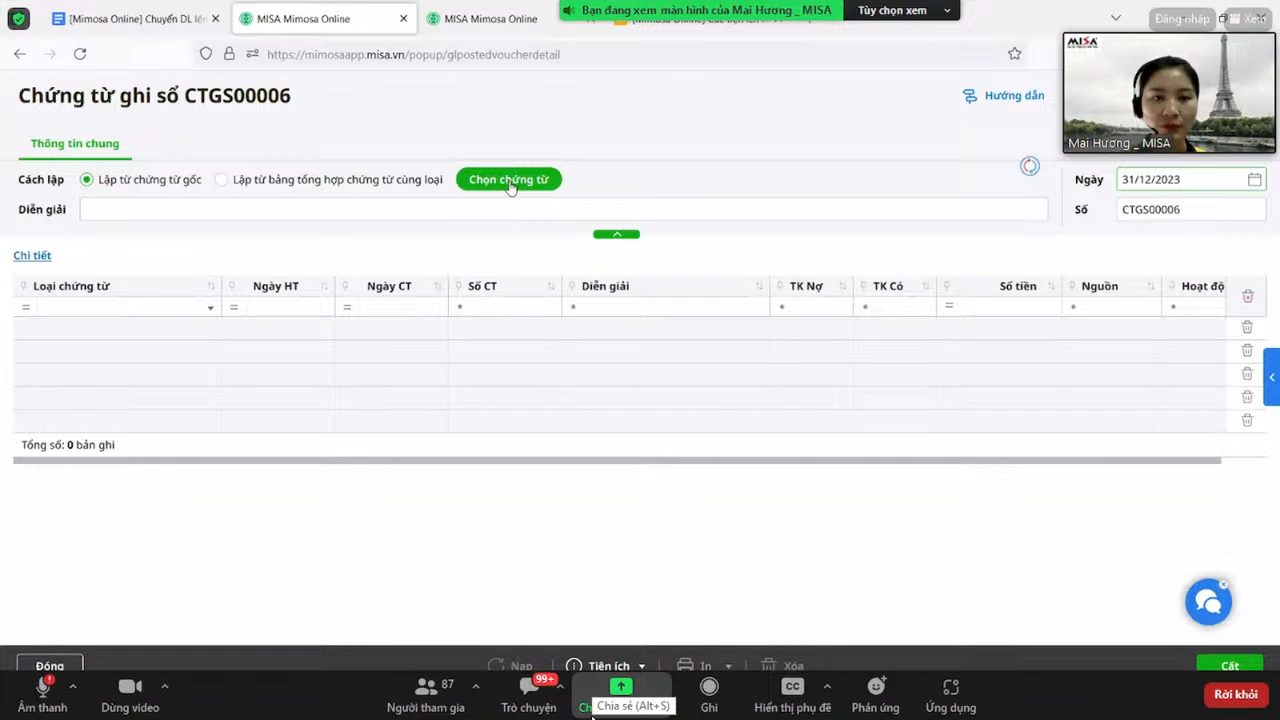 [Mimosa Online] Chuyển DL lên
MISA Mimosa Online
MISA Mimosa Online
Bạn đang xem màn hình của Mai Hương _ MISA
Tùy chọn xem
Đăng nhập
Xem
https://mimosaapp.misa.vn/popup/glpostedvoucherdetail
MISA
Mai Hương _ MISA
Chứng từ ghi sổ CTGS00006
Hướng dẫn
Thông tin chung
Cách lập
Lập từ chứng từ gốc
Lập từ bảng tổng hợp chứng từ cùng loại
Chọn chứng từ
Ngày
31/12/2023
Diễn giải
Số
CTGS00006
Chi tiết
Loại chứng từ
Ngày HT
Ngày CT
Số CT
Diễn giải
TK Nợ
TK Có
Số tiền
Nguồn
Hoạt độ
= = = * * * * = * *
Tổng số: 0 bản ghi
Đóng
Nạp
Tiện ích
In
Xóa
Cất
Âm thanh
Dừng video
87
Người tham gia
99+
Trò chuyện
Chia sẻ (Alt+S)
Ghi
CC
Hiển thị phụ đề
Phản ứng
Ứng dụng
Rời khỏi